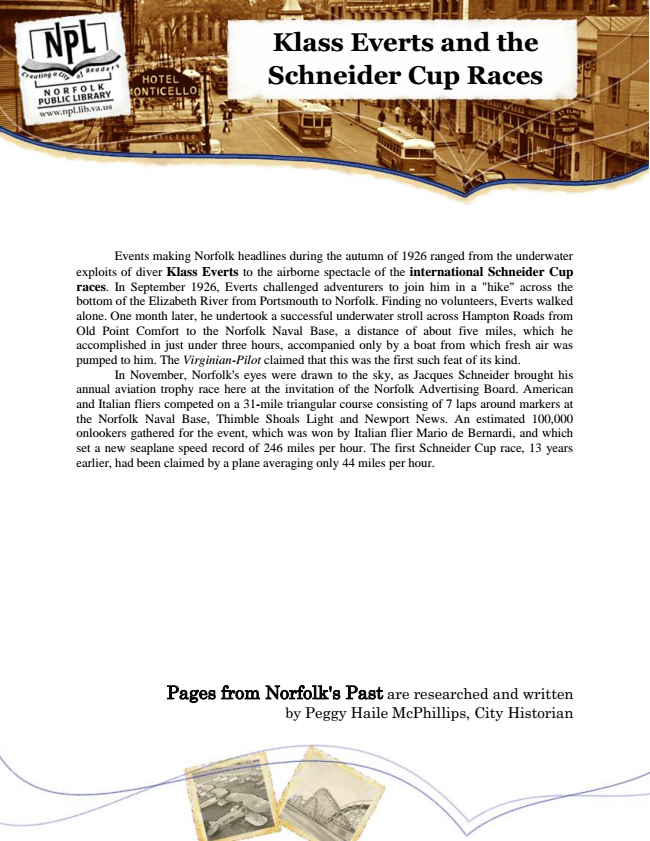 NPL
Creating a City of Readers
NORFOLK
PUBLIC LIBRARY
www.npl.lib.va.us
HOTEL
MONTICELLO
Klass Everts and the
Schneider Cup Races
Events making Norfolk headlines during the autumn of 1926 ranged from the underwater
exploits of diver Klass Everts to the airborne spectacle of the international Schneider Cup
races. In September 1926, Everts challenged adventurers to join him in a "hike" across the
bottom of the Elizabeth River from Portsmouth to Norfolk. Finding no volunteers, Everts walked
alone. One month later, he undertook a successful underwater stroll across Hampton Roads from
Old Point Comfort to the Norfolk Naval Base, a distance of about five miles, which he
accomplished in just under three hours, accompanied only by a boat from which fresh air was
pumped to him. The Virginian-Pilot claimed that this was the first such feat of its kind.
In November, Norfolk's eyes were drawn to the sky, as Jacques Schneider brought his
annual aviation trophy race here at the invitation of the Norfolk Advertising Board. American
and Italian fliers competed on a 31-mile triangular course consisting of 7 laps around markers at
the Norfolk Naval Base, Thimble Shoals Light and Newport News. An estimated 100,000
onlookers gathered for the event, which was won by Italian flier Mario de Bernardi, and which
set a new seaplane speed record of 246 miles per hour. The first Schneider Cup race, 13 years
earlier, had been claimed by a plane averaging only 44 miles per hour.
Pages from Norfolk's Past are researched and written
by Peggy Haile McPhillips, City Historian